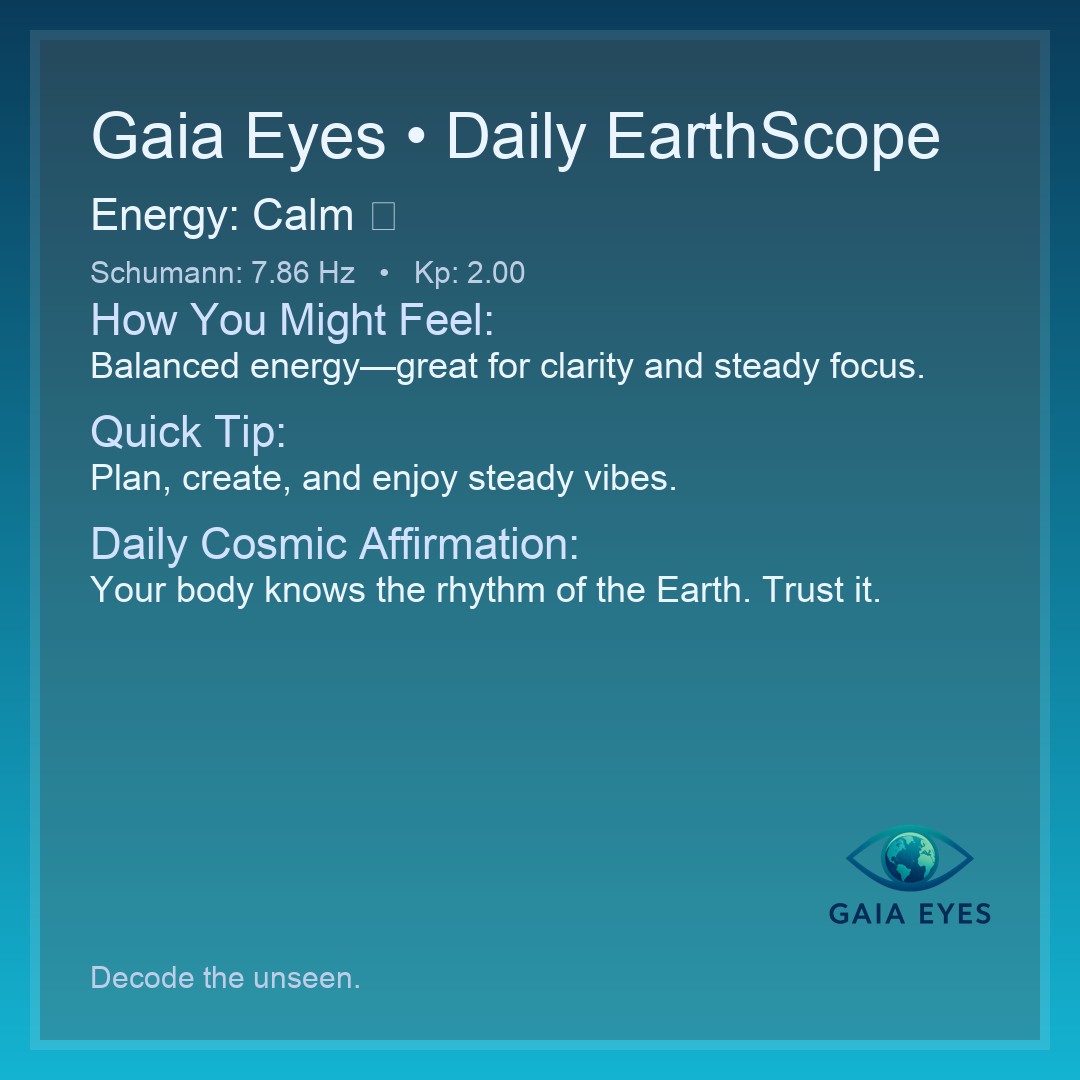 Gaia Eyes • Daily EarthScope
Energy: Calm □
Schumann: 7.86 Hz • Kp: 2.00
How You Might Feel:
Balanced energy—great for clarity and steady focus.
Quick Tip:
Plan, create, and enjoy steady vibes.
Daily Cosmic Affirmation:
Your body knows the rhythm of the Earth. Trust it.
GAIA EYES
Decode the unseen.